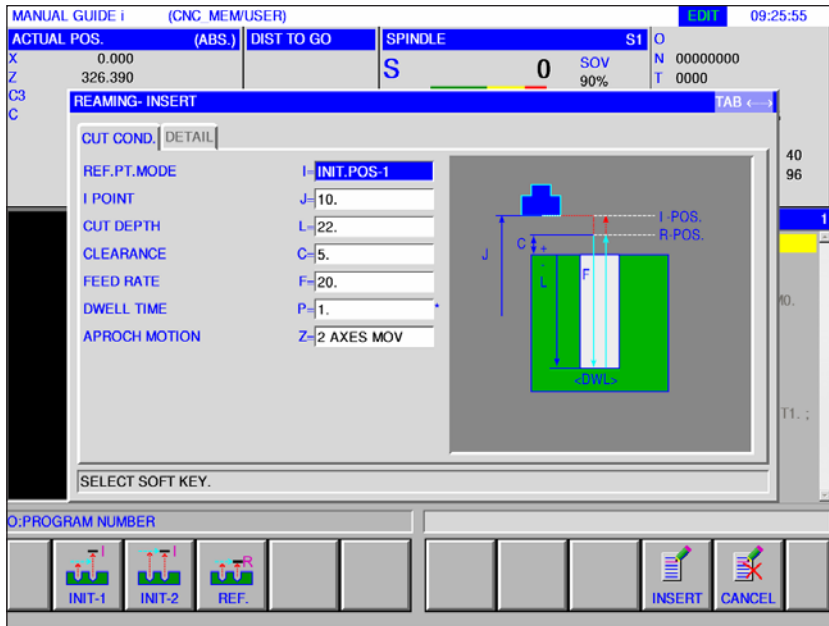 MANUAL GUIDE i (CNC_MEM/USER) EDIT 09:25:55
ACTUAL POS. (ABS.) DIST TO GO SPINDLE S1 O
X 0.000 S 0 SOV N 00000000
Z 326.390 90% T 0000
C3
C
REAMING- INSERT TAB ←→
CUT COND. DETAIL
REF.PT.MODE I= INIT.POS-1
I POINT J= 10.
CUT DEPTH L= 22.
CLEARANCE C= 5.
FEED RATE F= 20.
DWELL TIME P= 1. *
APROCH MOTION Z= 2 AXES MOV
I -POS.
R-POS.
C +
-
J
L
F
<DWL>
40
96
1
M0.
T1. ;
SELECT SOFT KEY.
O:PROGRAM NUMBER
I I R
INIT-1 INIT-2 REF. INSERT CANCEL